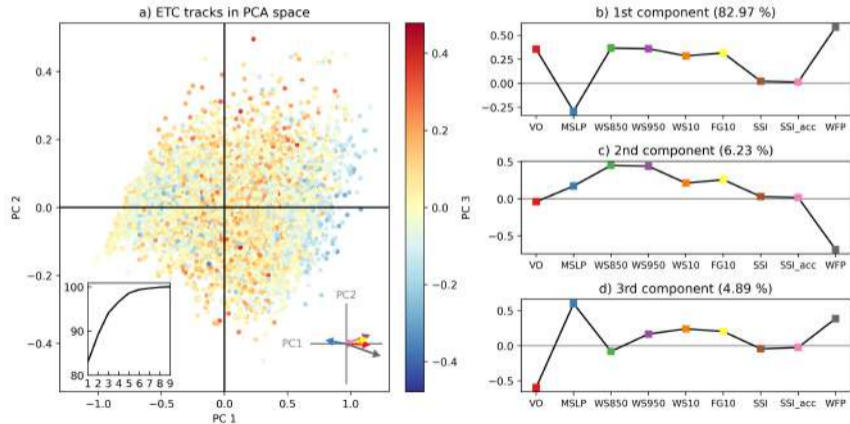 a) ETC tracks in PCA space
0.4
0.2
0.0
−0.2
−0.4
PC 2
100
90
80
1 2 3 4 5 6 7 8 9
PC2
PC1
−1.0 −0.5 0.0 0.5 1.0
PC 1
0.4
0.2
0.0
−0.2
−0.4
PC 3
b) 1st component (82.97 %)
0.50
0.25
0.00
−0.25
VO MSLP WS850 WS950 WS10 FG10 SSI SSI_acc WFP
c) 2nd component (6.23 %)
0.5
0.0
−0.5
VO MSLP WS850 WS950 WS10 FG10 SSI SSI_acc WFP
d) 3rd component (4.89 %)
0.5
0.0
−0.5
VO MSLP WS850 WS950 WS10 FG10 SSI SSI_acc WFP